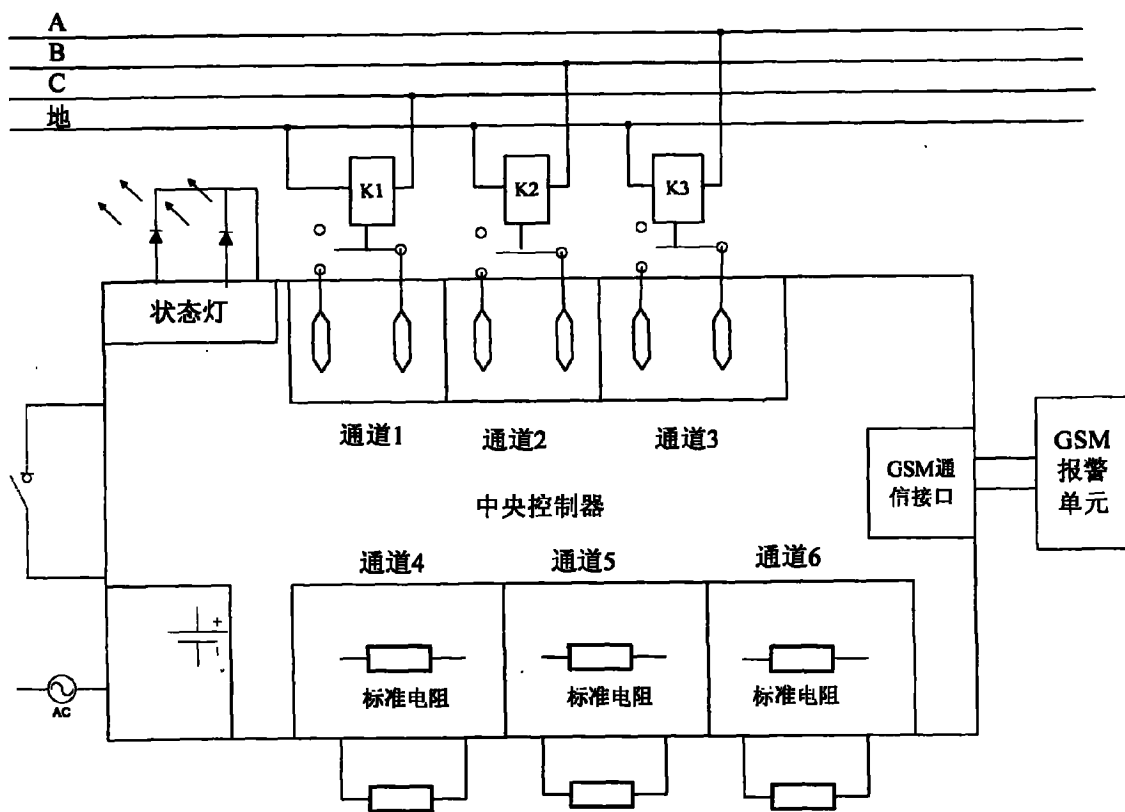 A
B
C
地
K1
K2
K3
状态灯
通道1
通道2
通道3
GSM通
信接口
GSM
报警
单元
中央控制器
通道4
通道5
通道6
+
标准电阻
标准电阻
标准电阻
AC